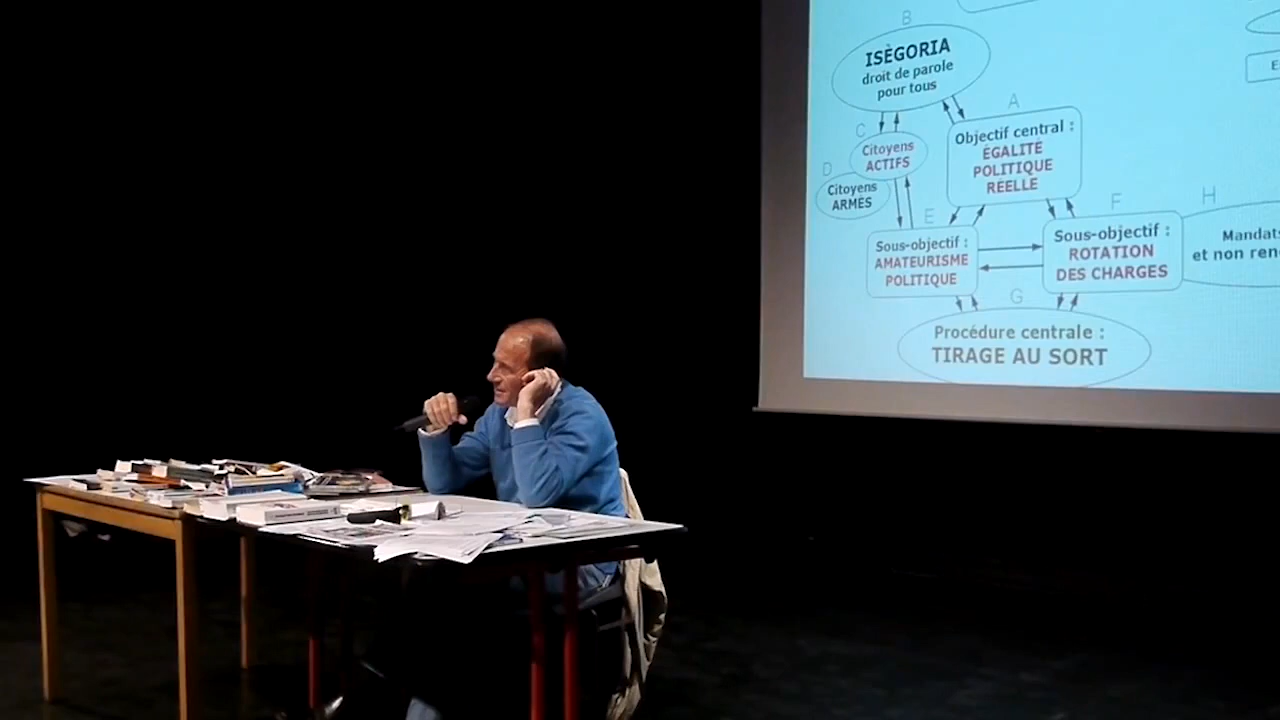 B
ISÈGORIA
droit de parole
pour tous
A
Objectif central :
ÉGALITÉ
POLITIQUE
RÉELLE
C
Citoyens
ACTIFS
D
Citoyens
ARMÉS
E
Sous-objectif :
AMATEURISME
POLITIQUE
F
Sous-objectif :
ROTATION
DES CHARGES
H
Mandats
et non ren
G
Procédure centrale :
TIRAGE AU SORT
E